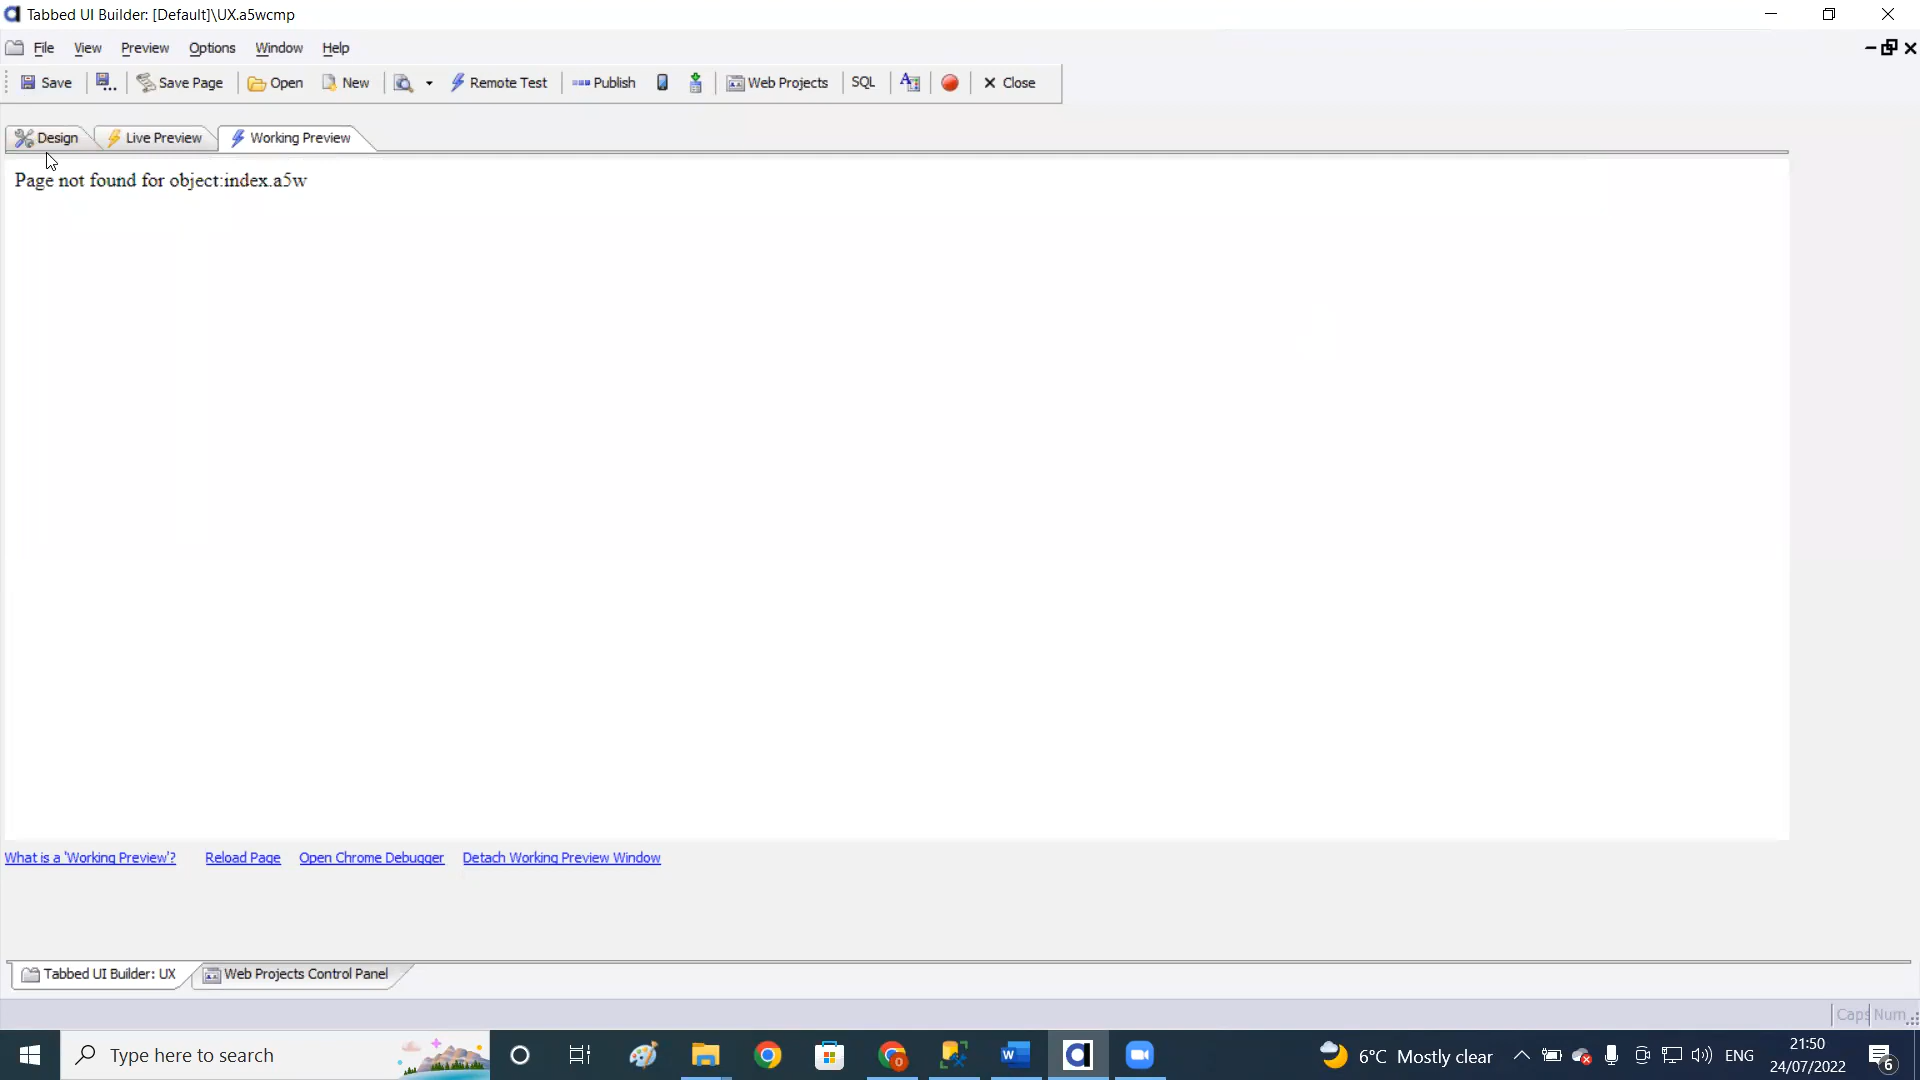 Tabbed UI Builder: [Default]\UX.a5wcmp
File View Preview Options Window Help
Save Save Page Open New Remote Test Publish Web Projects SQL Close
Design Live Preview Working Preview
Page not found for object:index.a5w
What is a 'Working Preview'? Reload Page Open Chrome Debugger Detach Working Preview Window
Tabbed UI Builder: UX Web Projects Control Panel
Caps Num
Type here to search
6°C Mostly clear
ENG
21:50
24/07/2022
6